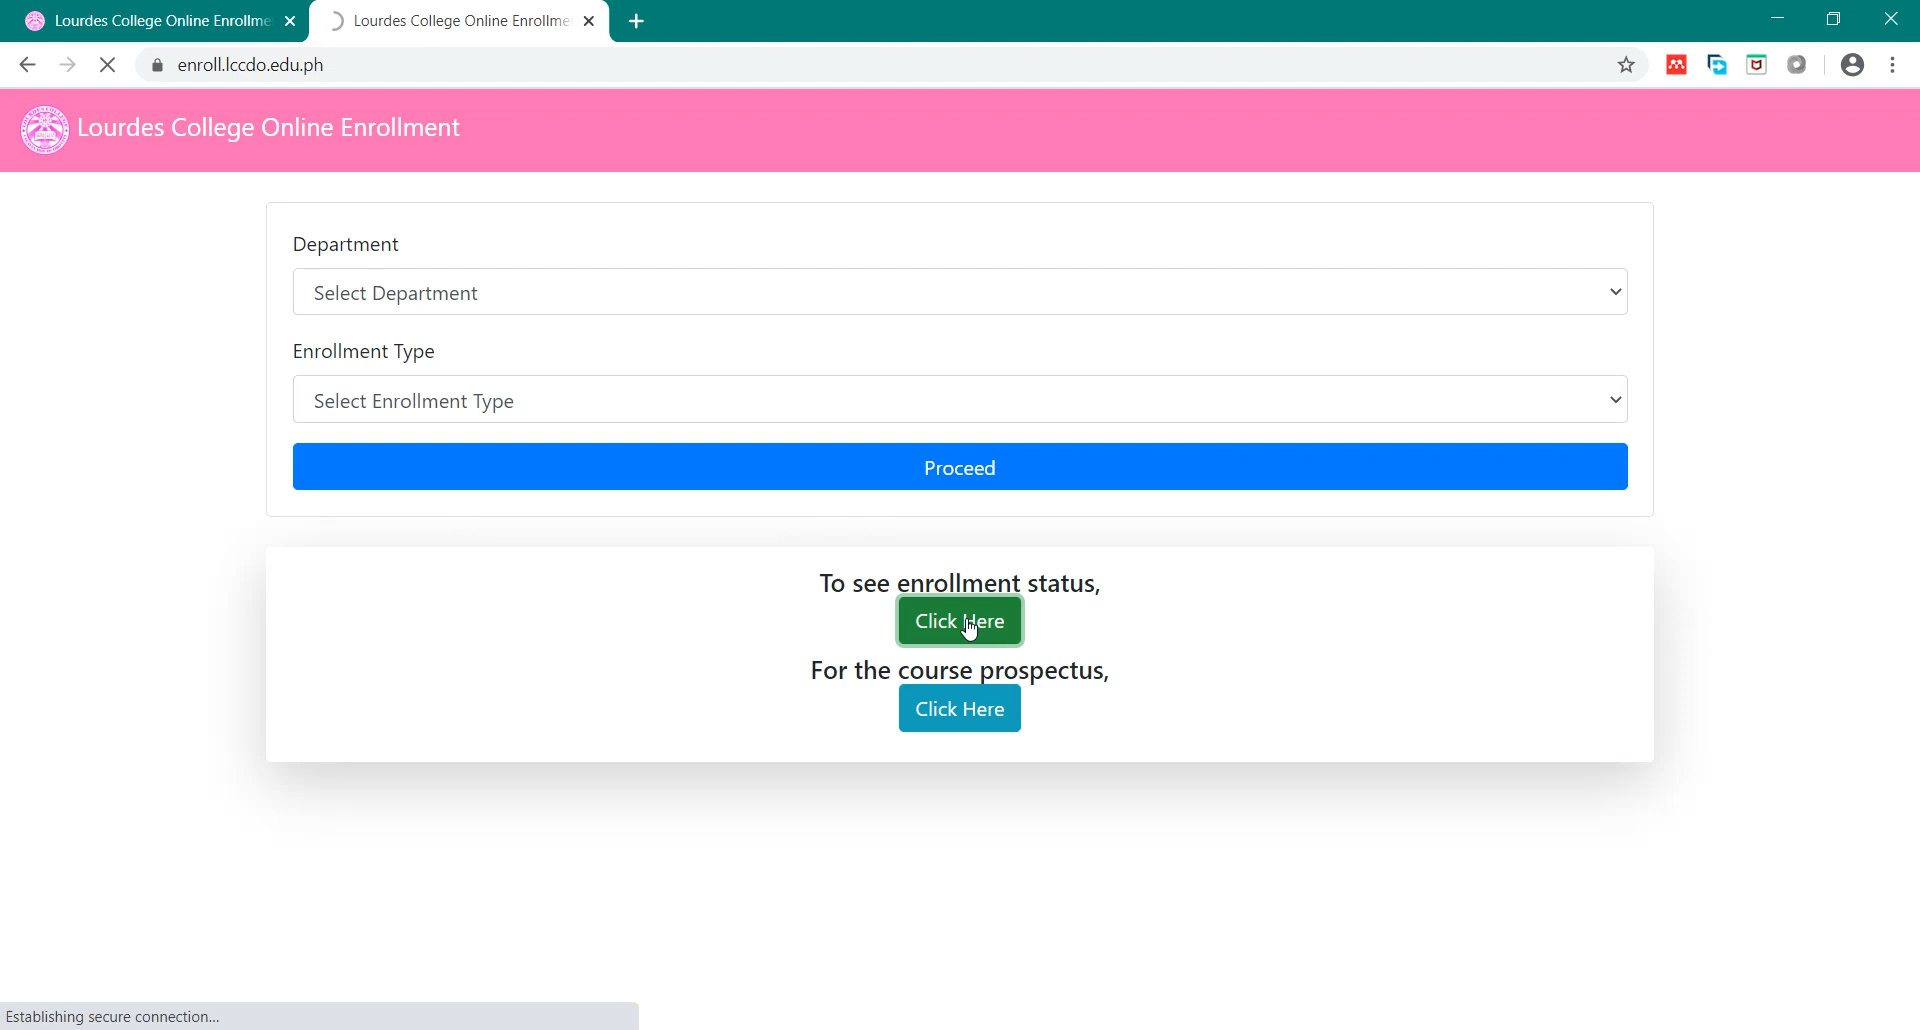 Lourdes College Online Enrollme
Lourdes College Online Enrollme
enroll.lccdo.edu.ph
Lourdes College Online Enrollment
Department
Select Department
Enrollment Type
Select Enrollment Type
Proceed
To see enrollment status,
Click Here
For the course prospectus,
Click Here
Establishing secure connection...